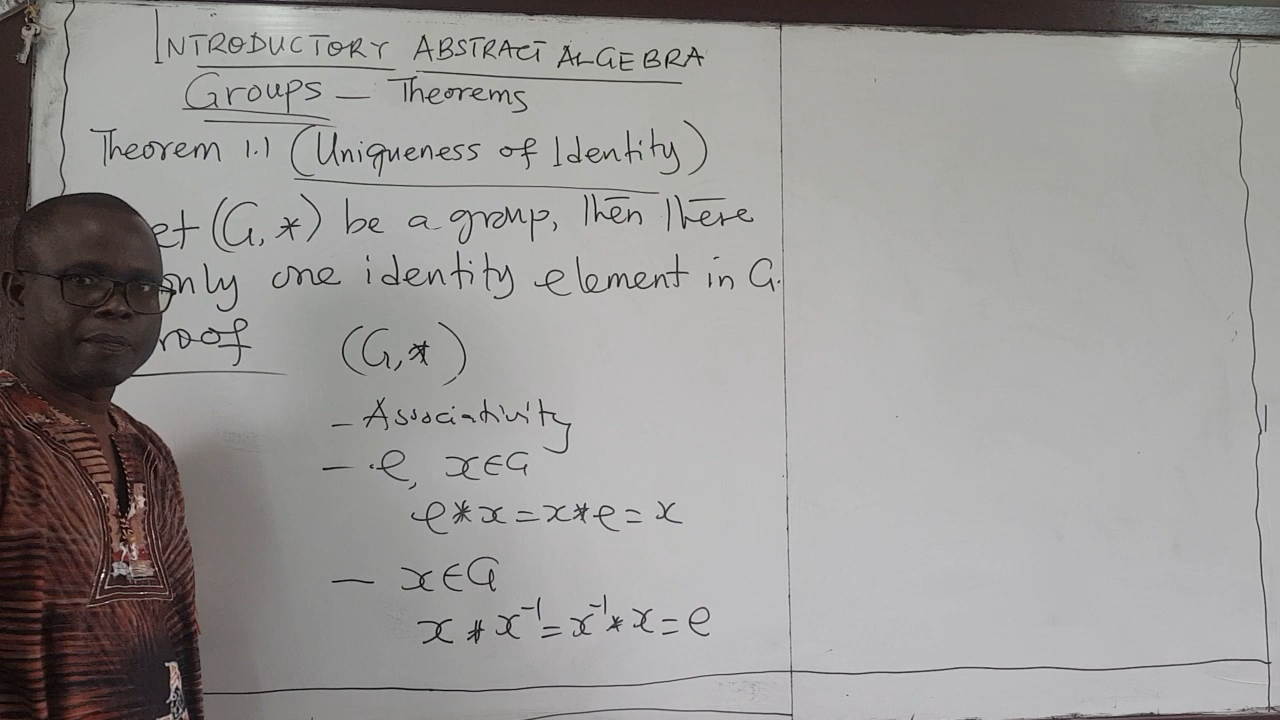 INTRODUCTORY ABSTRACT ALGEBRA
Groups — Theorems
Theorem 1.1 (Uniqueness of Identity)
et (G, *) be a group, Then There
only one identity element in G.
roof (G, *)
- Associativity
- e, x∈G
e*x=x*e=x
- x∈G
x*x⁻¹=x⁻¹*x=e